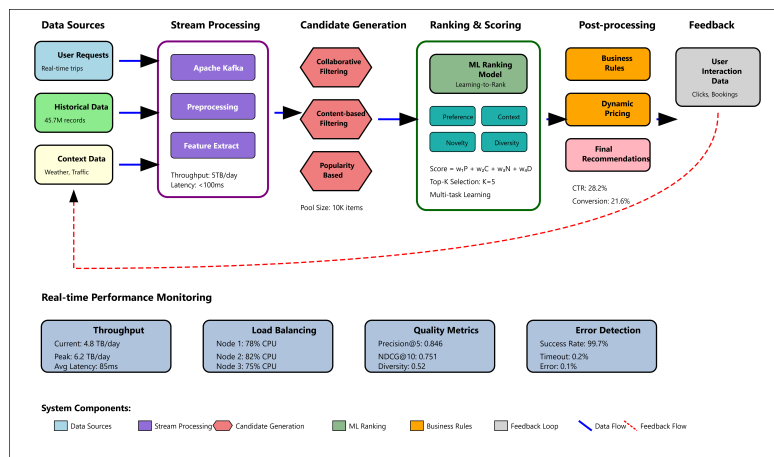 Data Sources
Stream Processing
Candidate Generation
Ranking & Scoring
Post-processing
Feedback
User Requests
Real-time trips
Historical Data
45.7M records
Context Data
Weather, Traffic
Apache Kafka
Preprocessing
Feature Extract
Throughput: 5TB/day
Latency: <100ms
Collaborative
Filtering
Content-based
Filtering
Popularity
Based
Pool Size: 10K items
ML Ranking
Model
Learning-to-Rank
Preference
Context
Novelty
Diversity
Score = w₁P + w₂C + w₃N + w₄D
Top-K Selection: K=5
Multi-task Learning
Business
Rules
Dynamic
Pricing
Final
Recommendations
CTR: 28.2%
Conversion: 21.6%
User
Interaction
Data
Clicks, Bookings
Real-time Performance Monitoring
Throughput
Current: 4.8 TB/day
Peak: 6.2 TB/day
Avg Latency: 85ms
Load Balancing
Node 1: 78% CPU
Node 2: 82% CPU
Node 3: 75% CPU
Quality Metrics
Precision@5: 0.846
NDCG@10: 0.751
Diversity: 0.52
Error Detection
Success Rate: 99.7%
Timeout: 0.2%
Error: 0.1%
System Components:
Data Sources
Stream Processing
Candidate Generation
ML Ranking
Business Rules
Feedback Loop
Data Flow
Feedback Flow